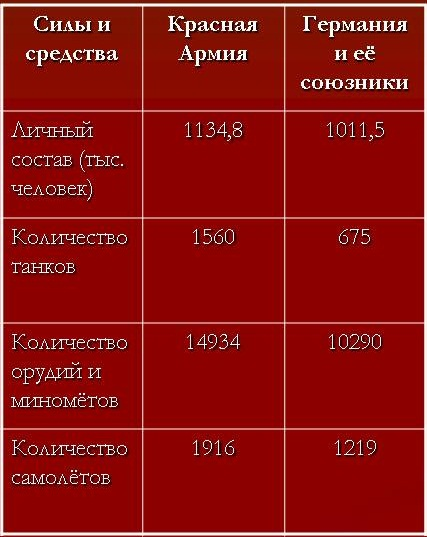 Силы и
средства
Красная
Армия
Германия
и её
союзники
Личный
состав (тыс.
человек)
1134,8
1011,5
Количество
танков
1560
675
Количество
орудий и
миномётов
14934
10290
Количество
самолётов
1916
1219